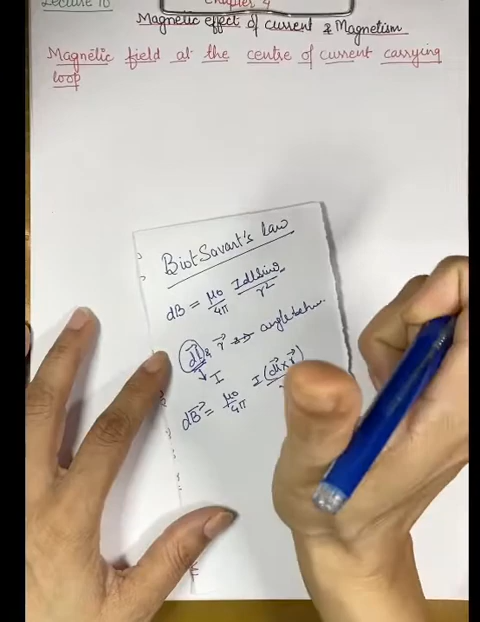 Lecture 10
Chapter 4
Magnetic effect of current & Magnetism
Magnetic field at the centre of current carrying
loop
Biot Savart's law
dB = μ0/4π Idlsinθ/r²
dl⃗ & r⃗ angle betwn.
↓ I
dB⃗ = μ0/4π I(dl⃗ × r⃗)